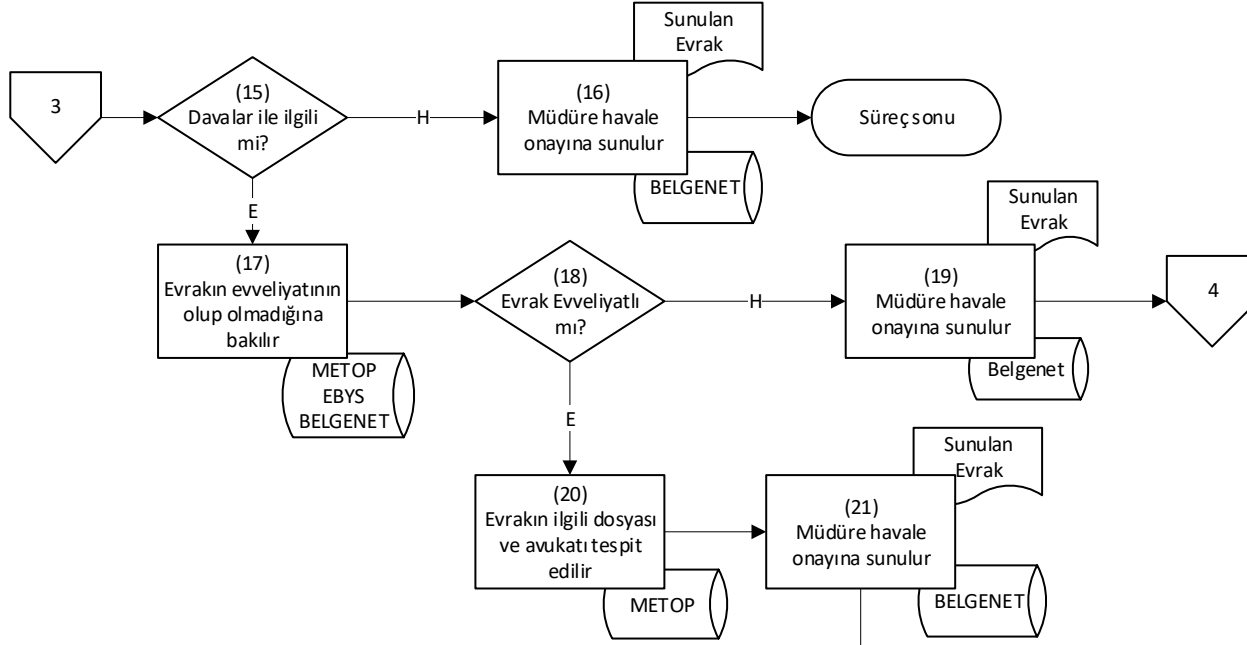 3
(15)
Davalar ile ilgili
mi?
H
Sunulan
Evrak
(16)
Müdüre havale
onayına sunulur
BELGENET
Süreç sonu
E
(17)
Evrakın evveliyatının
olup olmadığına
bakılır
METOP
EBYS
BELGENET
(18)
Evrak Evveliyatlı
mı?
H
Sunulan
Evrak
(19)
Müdüre havale
onayına sunulur
Belgenet
4
E
(20)
Evrakın ilgili dosyası
ve avukatı tespit
edilir
METOP
Sunulan
Evrak
(21)
Müdüre havale
onayına sunulur
BELGENET